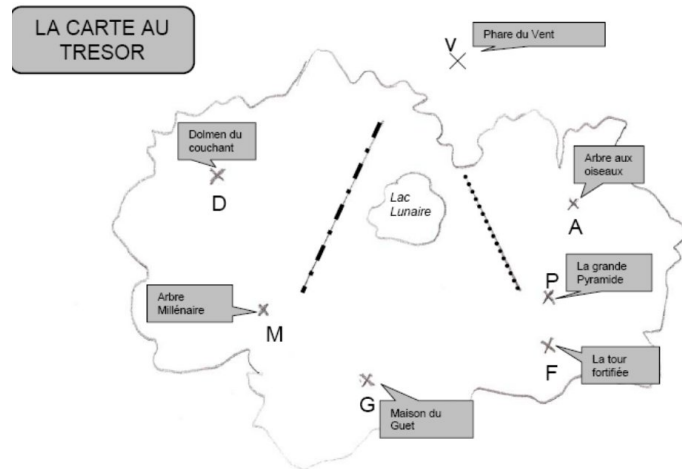 LA CARTE AU
TRESOR
V
Phare du Vent
Dolmen du
couchant
D
Arbre aux
oiseaux
A
Lac
Lunaire
P
La grande
Pyramide
Arbre
Millénaire
M
F
La tour
fortifiée
G
Maison du
Guet